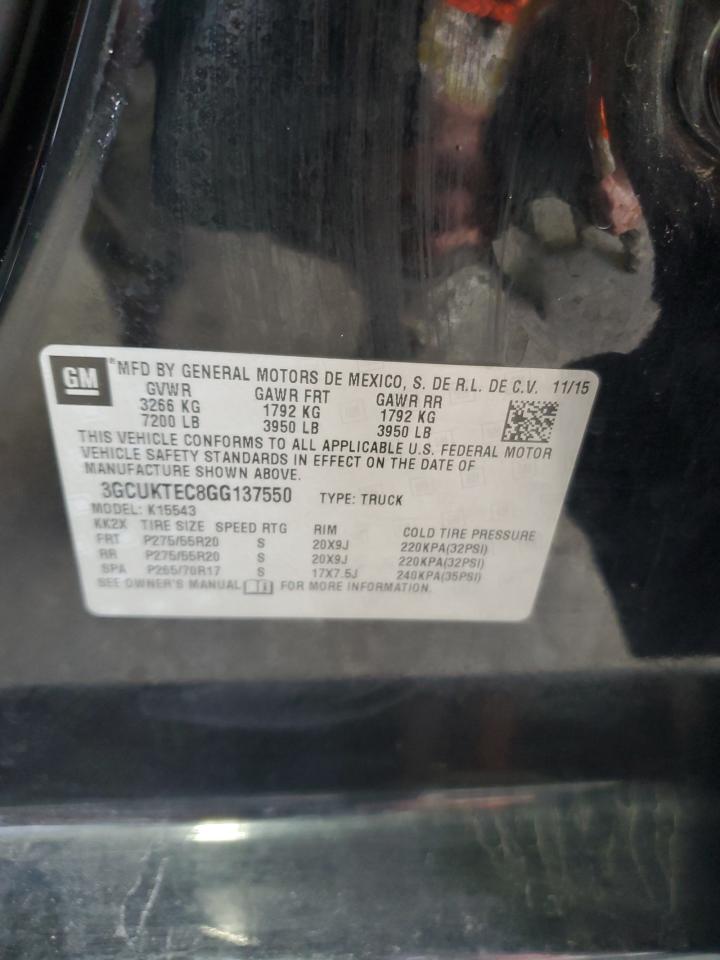 GM
®MFD BY GENERAL MOTORS DE MEXICO, S. DE R.L. DE C.V. 11/15
GVWR GAWR FRT GAWR RR
3266 KG 1792 KG 1792 KG
7200 LB 3950 LB 3950 LB
THIS VEHICLE CONFORMS TO ALL APPLICABLE U.S. FEDERAL MOTOR
VEHICLE SAFETY STANDARDS IN EFFECT ON THE DATE OF
MANUFACTURE SHOWN ABOVE.
3GCUKTEC8GG137550 TYPE: TRUCK
MODEL: K15543
KK2X TIRE SIZE SPEED RTG RIM COLD TIRE PRESSURE
FRT P275/55R20 S 20X9J 220KPA(32PSI)
RR P275/55R20 S 20X9J 220KPA(32PSI)
SPA P265/70R17 S 17X7.5J 240KPA(35PSI)
SEE OWNER'S MANUAL FOR MORE INFORMATION.